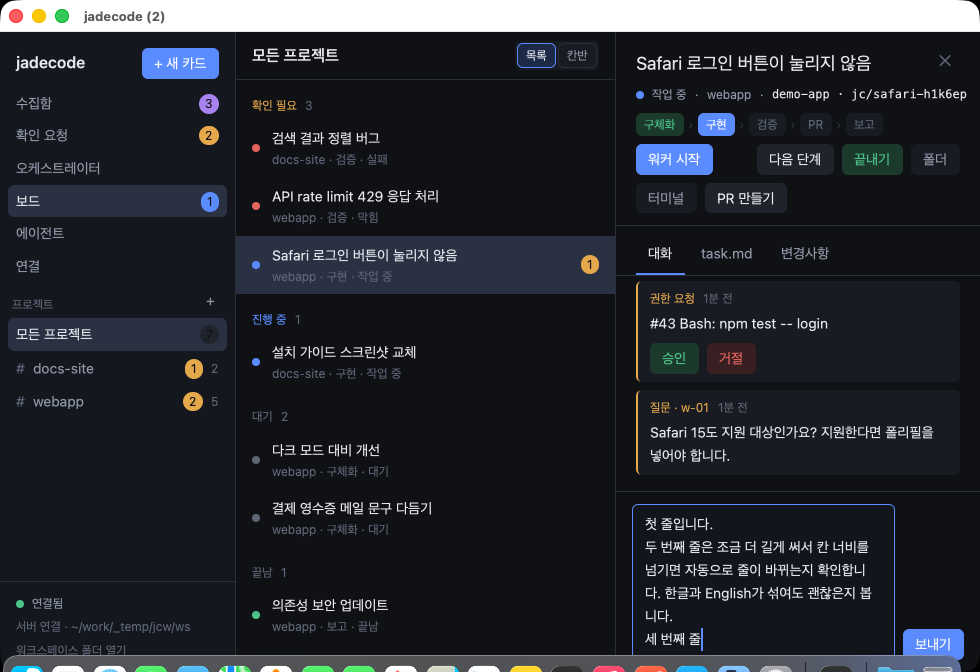 jadecode (2)
jadecode
+ 새 카드
수집함 3
확인 요청 2
오케스트레이터
보드 1
에이전트
연결
프로젝트 +
모든 프로젝트 7
# docs-site 1 2
# webapp 2 5
연결됨
서버 연결 · ~/work/_temp/jcw/ws
워크스페이스 폴더 열기
모든 프로젝트
목록 칸반
확인 필요 3
검색 결과 정렬 버그
docs-site · 검증 · 실패
API rate limit 429 응답 처리
webapp · 검증 · 막힘
Safari 로그인 버튼이 눌리지 않음
webapp · 구현 · 작업 중
1
진행 중 1
설치 가이드 스크린샷 교체
docs-site · 구현 · 작업 중
대기 2
다크 모드 대비 개선
webapp · 구체화 · 대기
결제 영수증 메일 문구 다듬기
webapp · 구체화 · 대기
끝남 1
의존성 보안 업데이트
webapp · 보고 · 끝남
Safari 로그인 버튼이 눌리지 않음
작업 중 · webapp · demo-app · jc/safari-h1k6ep
구체화 › 구현 › 검증 › PR › 보고
워커 시작 다음 단계 끝내기 폴더
터미널 PR 만들기
대화 task.md 변경사항
권한 요청 1분 전
#43 Bash: npm test -- login
승인 거절
질문 · w-01 1분 전
Safari 15도 지원 대상인가요? 지원한다면 폴리필을
넣어야 합니다.
첫 줄입니다.
두 번째 줄은 조금 더 길게 써서 칸 너비를
넘기면 자동으로 줄이 바뀌는지 확인합니
다. 한글과 English가 섞여도 괜찮은지 봅
니다.
세 번째 줄
보내기